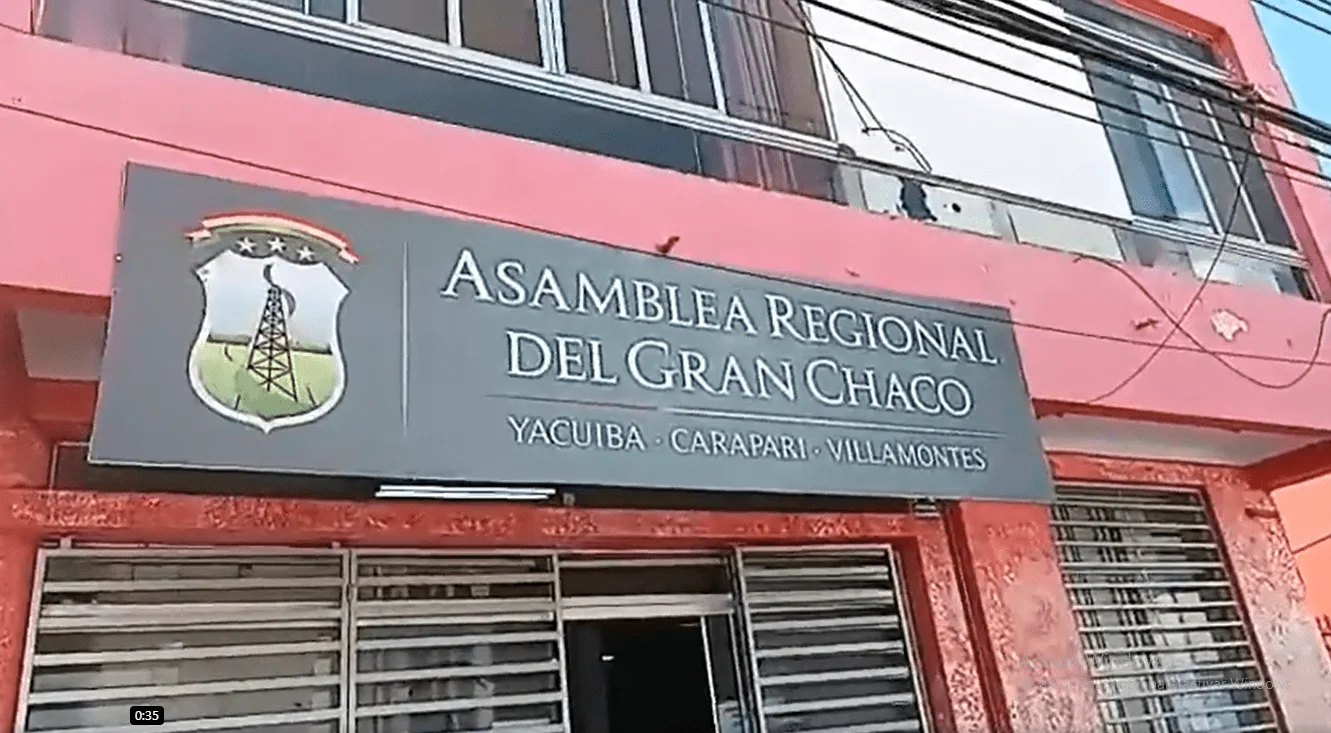 ASAMBLEA REGIONAL
DEL GRAN CHACO
YACUIBA · CARAPARI · VILLAMONTES
0:35